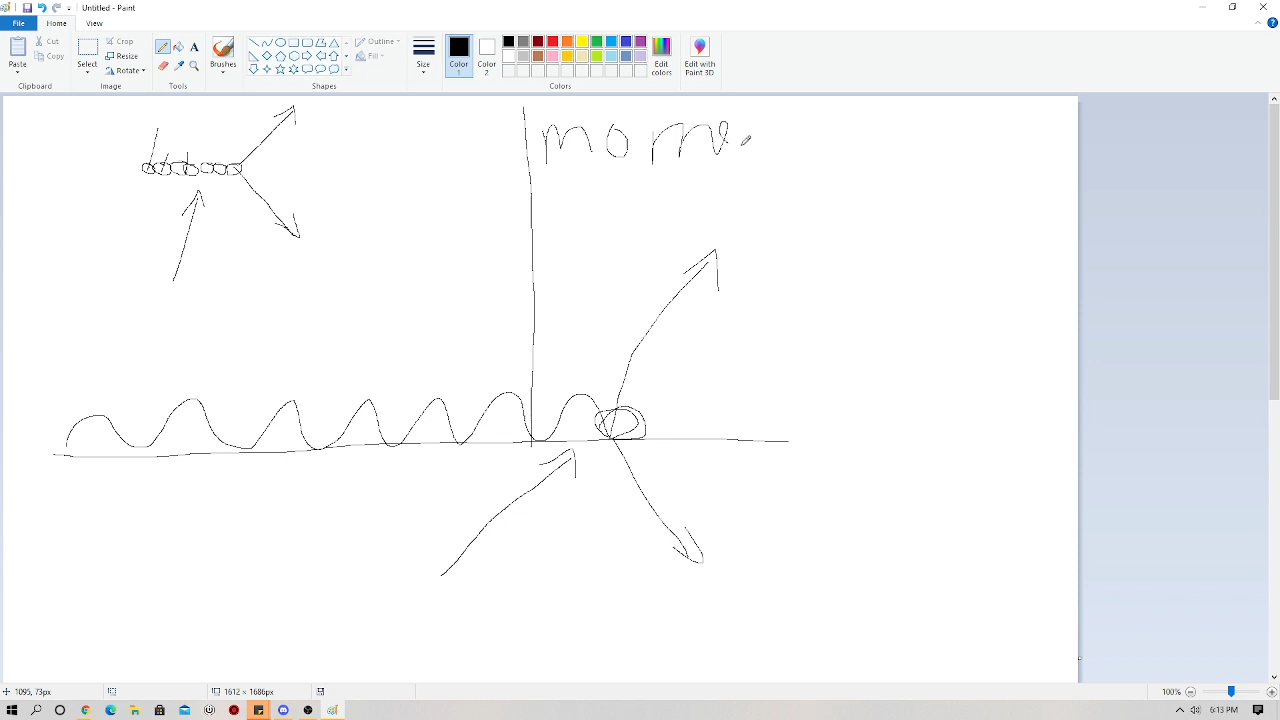 Untitled - Paint
File Home View
Paste
Cut
Copy
Clipboard
Select
Crop
Resize
Rotate
Image
Tools
Brushes
Shapes
Outline
Fill
Size
Color 1
Color 2
Edit colors
Colors
Edit with Paint 3D
mome
1095, 73px
1612 × 1686px
100%
6:13 PM